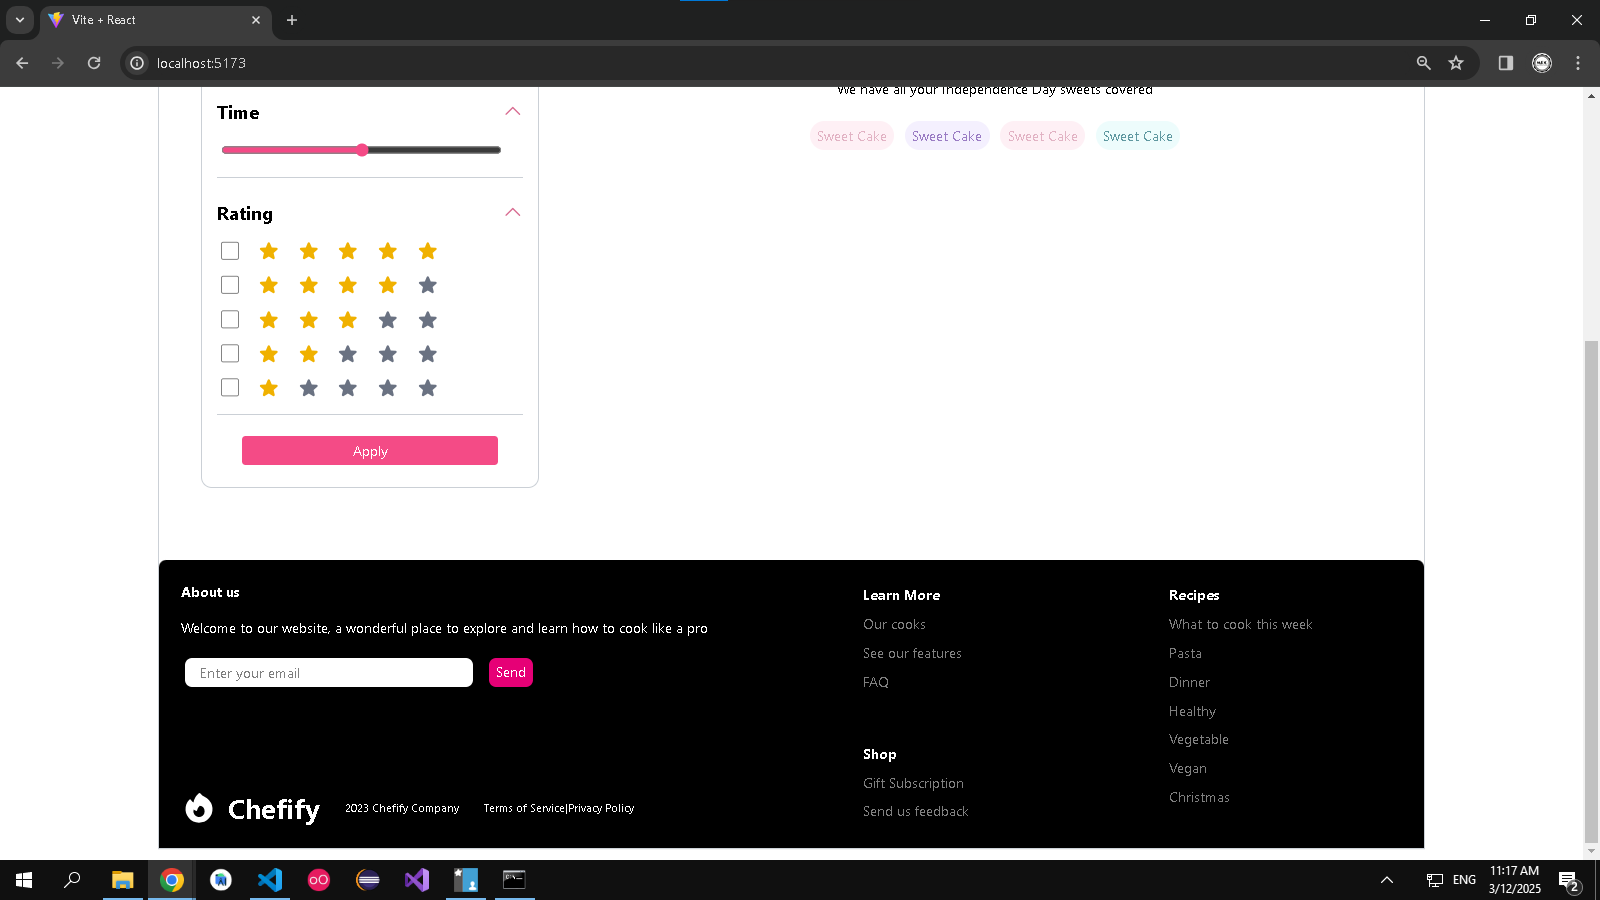 Vite + React
localhost:5173
We have all your Independence Day sweets covered
Sweet Cake Sweet Cake Sweet Cake Sweet Cake
Time
Rating
Apply
About us
Welcome to our website, a wonderful place to explore and learn how to cook like a pro
Enter your email
Send
Chefify
2023 Chefify Company
Terms of Service|Privacy Policy
Learn More
Our cooks
See our features
FAQ
Shop
Gift Subscription
Send us feedback
Recipes
What to cook this week
Pasta
Dinner
Healthy
Vegetable
Vegan
Christmas
ENG
11:17 AM
3/12/2025
2